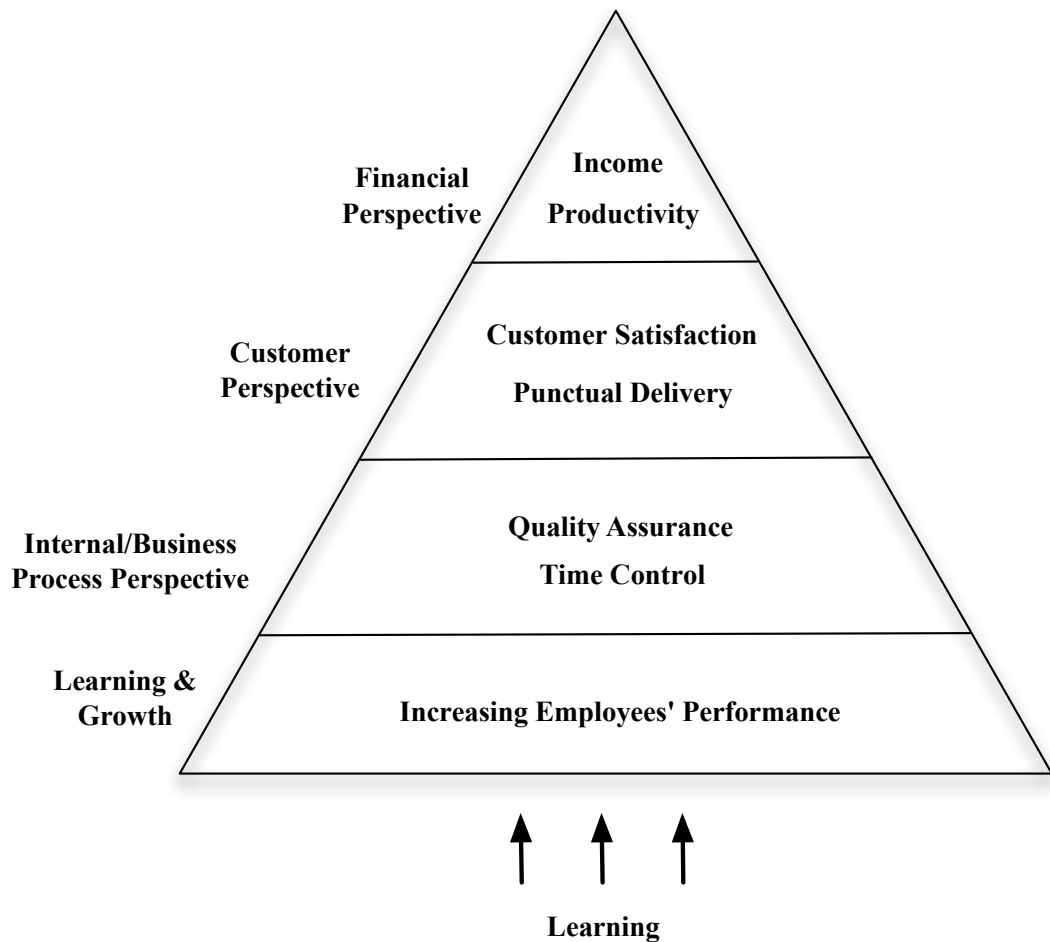 Financial
Perspective
Income
Productivity
Customer
Perspective
Customer Satisfaction
Punctual Delivery
Internal/Business
Process Perspective
Quality Assurance
Time Control
Learning &
Growth
Increasing Employees' Performance
Learning